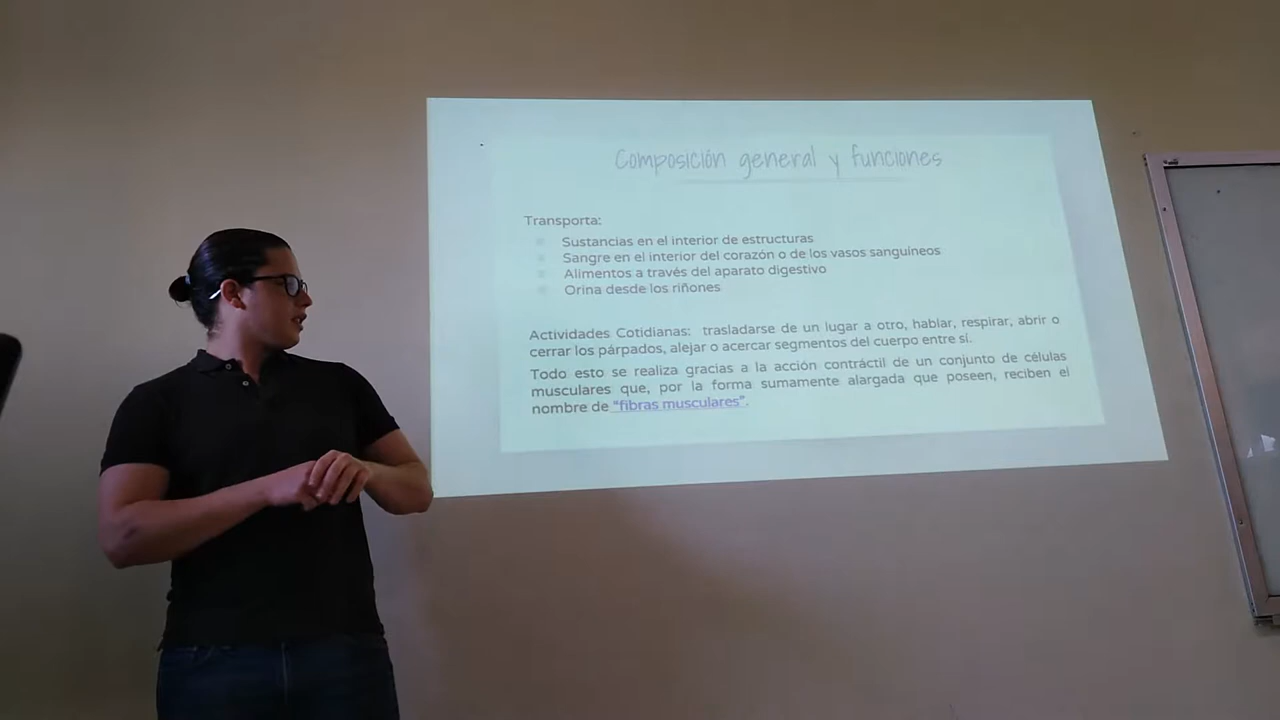 Composición general y funciones
Transporta:
Sustancias en el interior de estructuras
Sangre en el interior del corazón o de los vasos sanguíneos
Alimentos a través del aparato digestivo
Orina desde los riñones
Actividades Cotidianas: trasladarse de un lugar a otro, hablar, respirar, abrir o
cerrar los párpados, alejar o acercar segmentos del cuerpo entre sí.
Todo esto se realiza gracias a la acción contráctil de un conjunto de células
musculares que, por la forma sumamente alargada que poseen, reciben el
nombre de "fibras musculares".